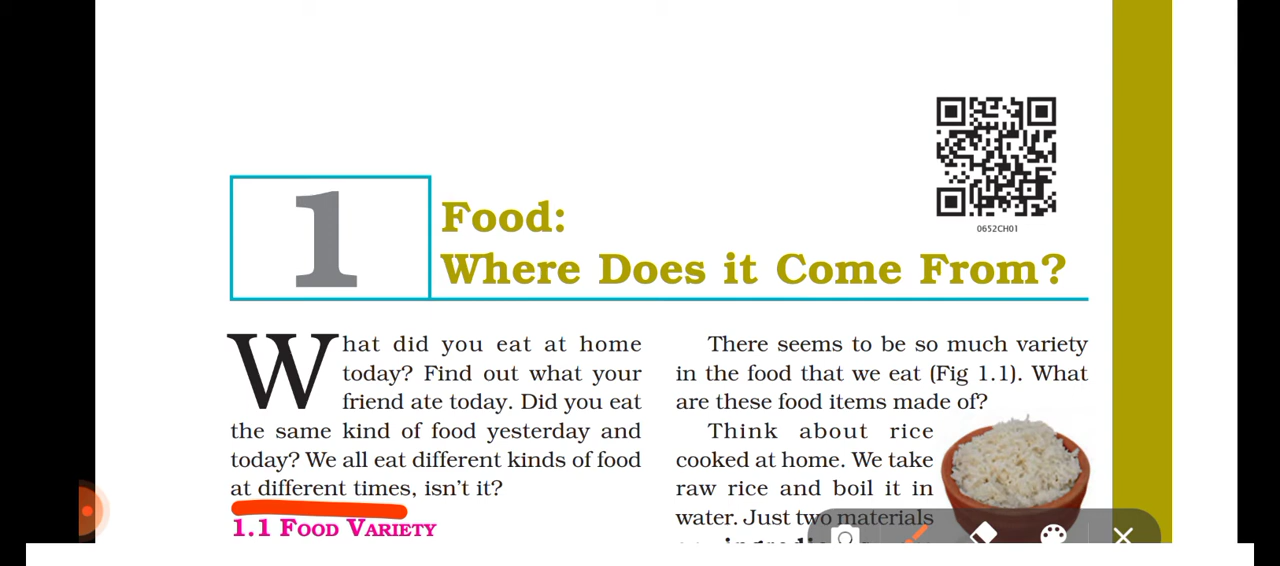 0652CH01
1
Food:
Where Does it Come From?
What did you eat at home
today? Find out what your
friend ate today. Did you eat
the same kind of food yesterday and
today? We all eat different kinds of food
at different times, isn't it?
1.1 FOOD VARIETY
There seems to be so much variety
in the food that we eat (Fig 1.1). What
are these food items made of?
Think about rice
cooked at home. We take
raw rice and boil it in
water. Just two materials